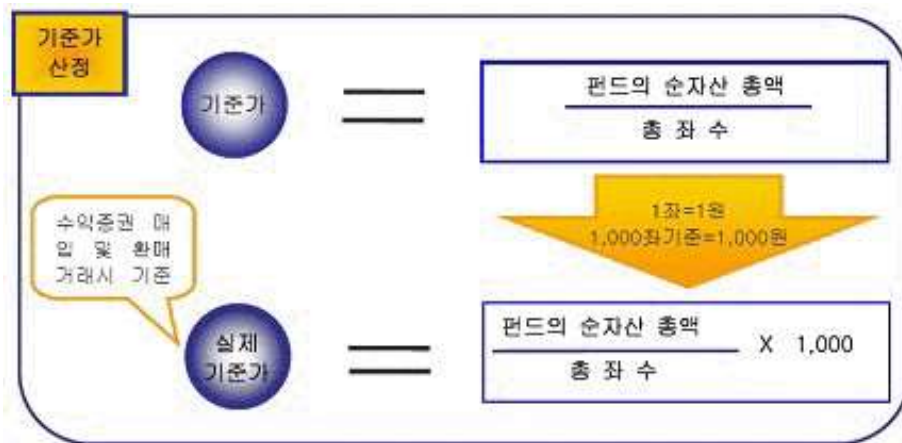 기준가
산정
기준가
펀드의 순자산 총액
총 좌 수
1좌=1원
1,000좌기준=1,000원
수익증권 매
입 및 환매
거래시 기준
실제
기준가
펀드의 순자산 총액
총 좌 수
X 1,000